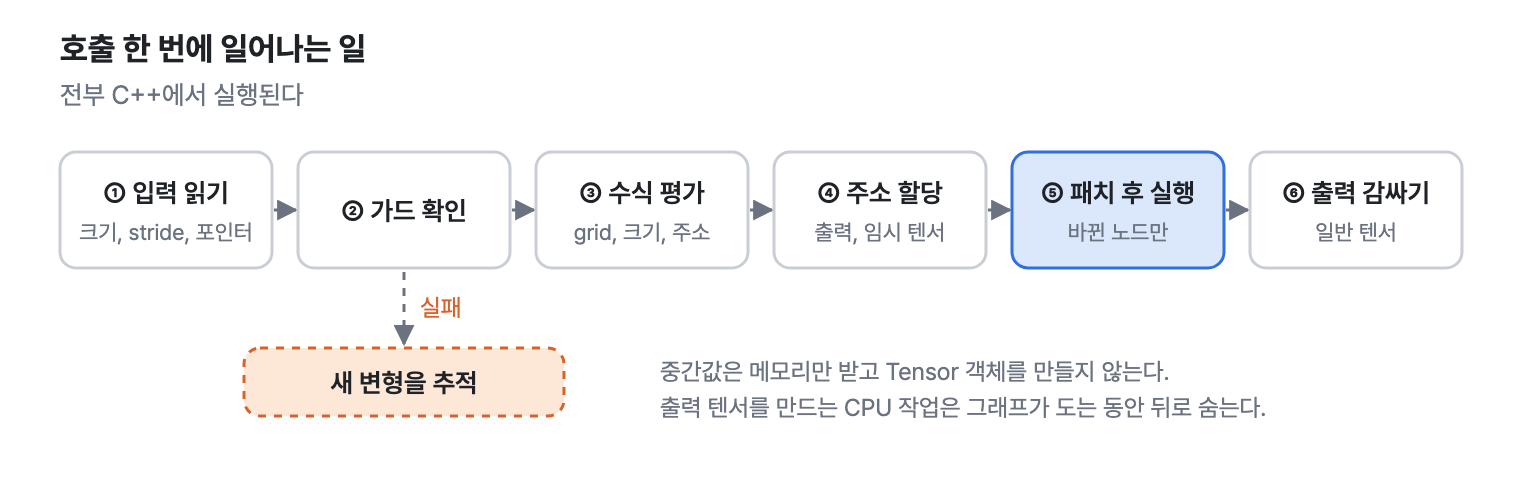 호출 한 번에 일어나는 일
전부 C++에서 실행된다
① 입력 읽기
크기, stride, 포인터
② 가드 확인
③ 수식 평가
grid, 크기, 주소
④ 주소 할당
출력, 임시 텐서
⑤ 패치 후 실행
바뀐 노드만
⑥ 출력 감싸기
일반 텐서
실패
새 변형을 추적
중간값은 메모리만 받고 Tensor 객체를 만들지 않는다.
출력 텐서를 만드는 CPU 작업은 그래프가 도는 동안 뒤로 숨는다.